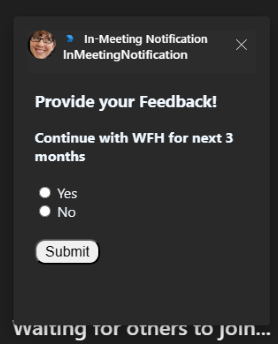 In-Meeting Notification
InMeetingNotification
Provide your Feedback!
Continue with WFH for next 3
months
Yes
No
Submit
Waiting for others to join...